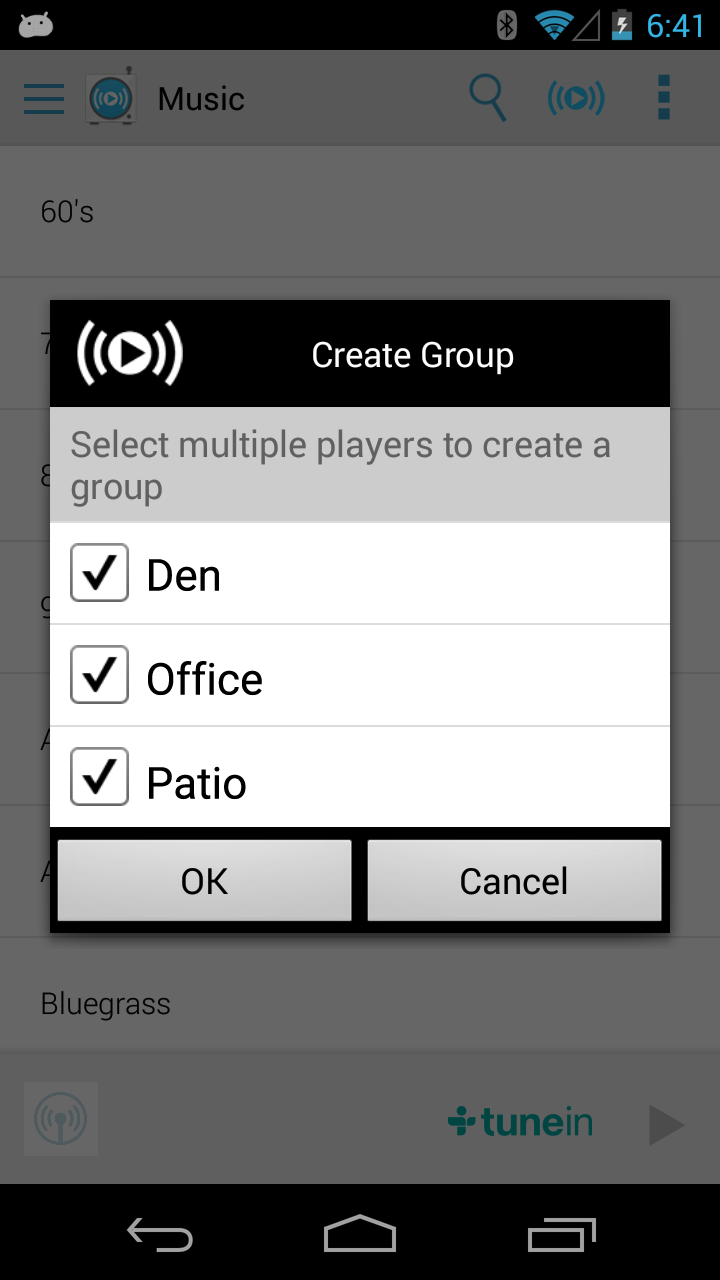 6:41
Music
60's
7
Create Group
Select multiple players to create a
group
8
Den
9
Office
A
Patio
A
OK
Cancel
Bluegrass
tunein